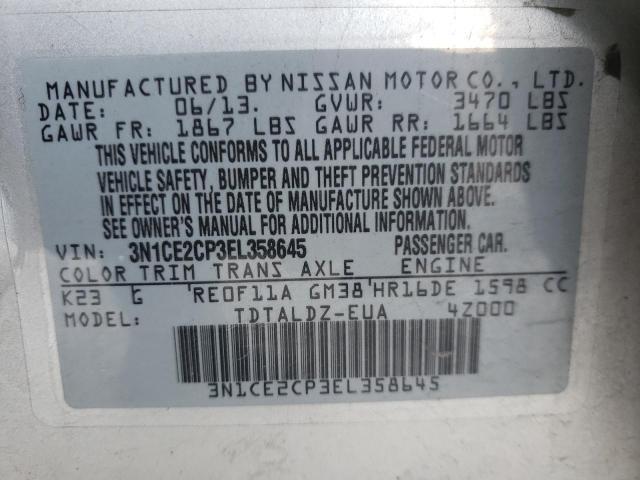 MANUFACTURED BY NISSAN MOTOR CO., LTD.
DATE: 06/13. GVWR: 3470 LBS
GAWR FR: 1867 LBS GAWR RR: 1664 LBS
THIS VEHICLE CONFORMS TO ALL APPLICABLE FEDERAL MOTOR
VEHICLE SAFETY, BUMPER AND THEFT PREVENTION STANDARDS
IN EFFECT ON THE DATE OF MANUFACTURE SHOWN ABOVE.
SEE OWNER'S MANUAL FOR ADDITIONAL INFORMATION.
VIN: 3N1CE2CP3EL358645 PASSENGER CAR.
COLOR TRIM TRANS AXLE ENGINE
K23 G RE0F11A GM38 HR16DE 1598 CC
MODEL: TDTALDZ-EUA 4Z000
3N1CE2CP3EL358645